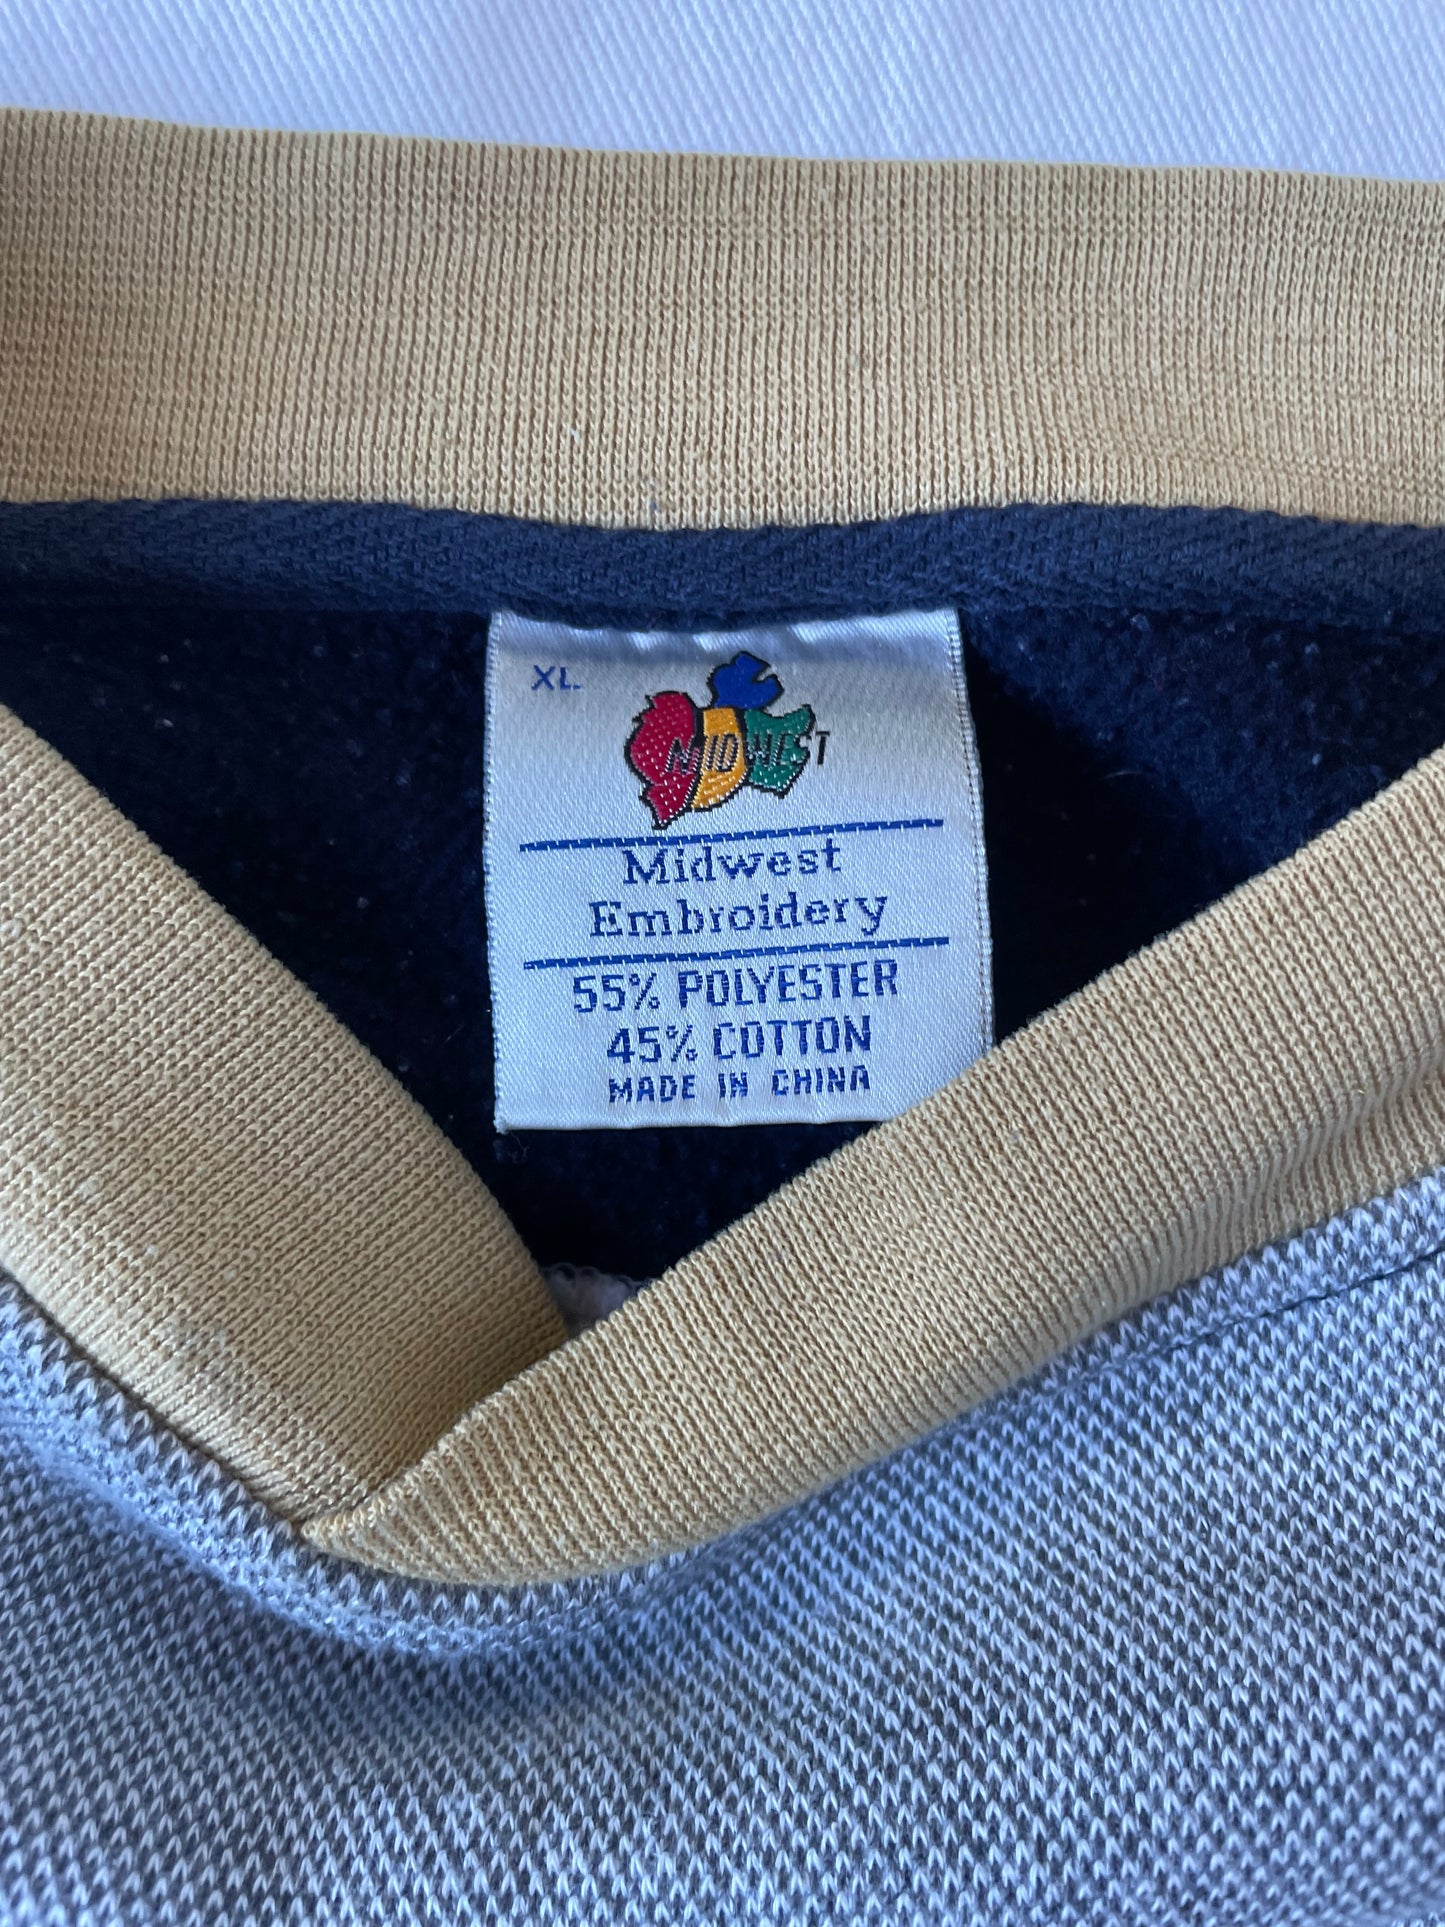 XL.
MIDWEST
Midwest
Embroidery
55% POLYESTER
45% COTTON
MADE IN CHINA